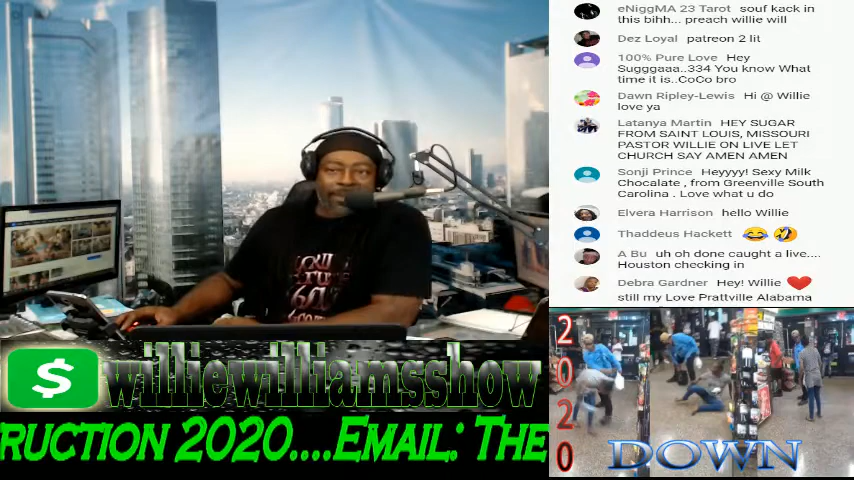 eNiggMA 23 Tarot souf kack in
this bihh... preach willie will
Dez Loyal patreon 2 lit
100% Pure Love Hey
Sugggaaa..334 You know What
time it is..CoCo bro
Dawn Ripley-Lewis Hi @ Willie
love ya
Latanya Martin HEY SUGAR
FROM SAINT LOUIS, MISSOURI
PASTOR WILLIE ON LIVE LET
CHURCH SAY AMEN AMEN
Sonji Prince Heyyyy! Sexy Milk
Chocalate , from Greenville South
Carolina . Love what u do
Elvera Harrison hello Willie
Thaddeus Hackett 😂 🤣
A Bu uh oh done caught a live....
Houston checking in
Debra Gardner Hey! Willie ❤️
still my Love Prattville Alabama
$ williewilliamsshow
RUCTION 2020....EMAIL: THE
2020
DOWN